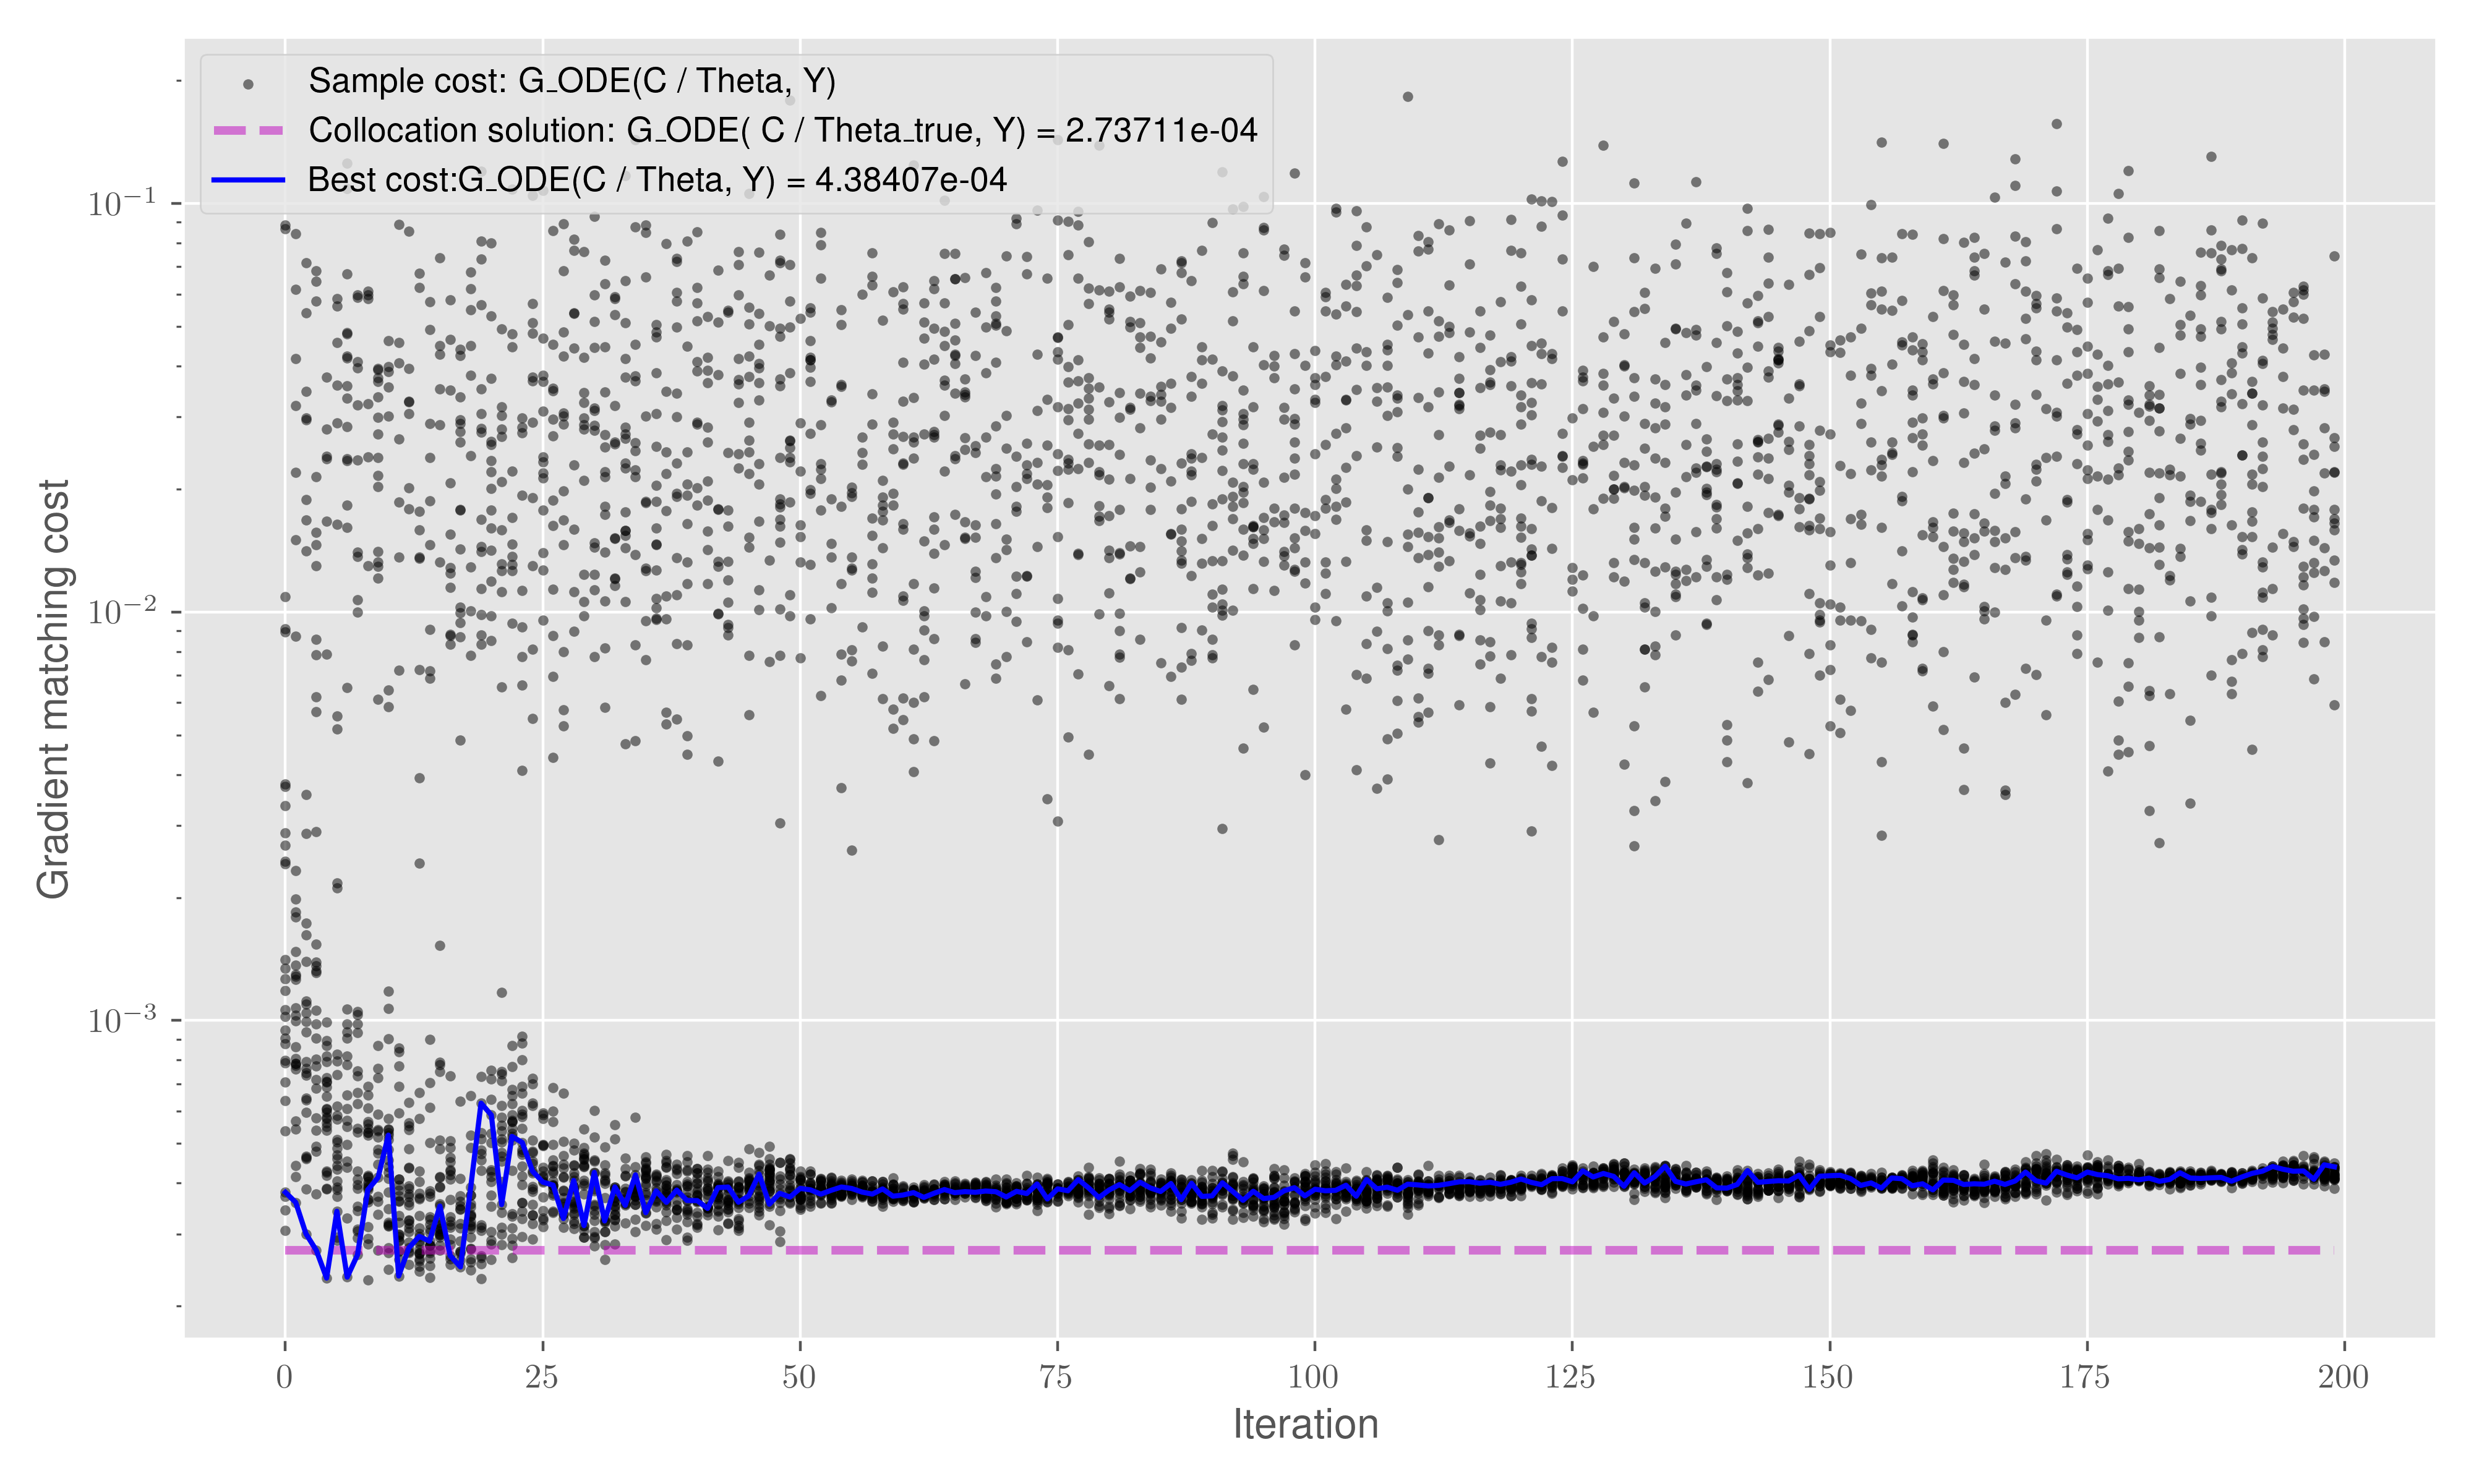 Sample cost: G_ODE(C / Theta, Y)
Collocation solution: G_ODE( C / Theta_true, Y) = 2.73711e-04
Best cost:G_ODE(C / Theta, Y) = 4.38407e-04
Gradient matching cost
10⁻¹
10⁻²
10⁻³
0 25 50 75 100 125 150 175 200
Iteration